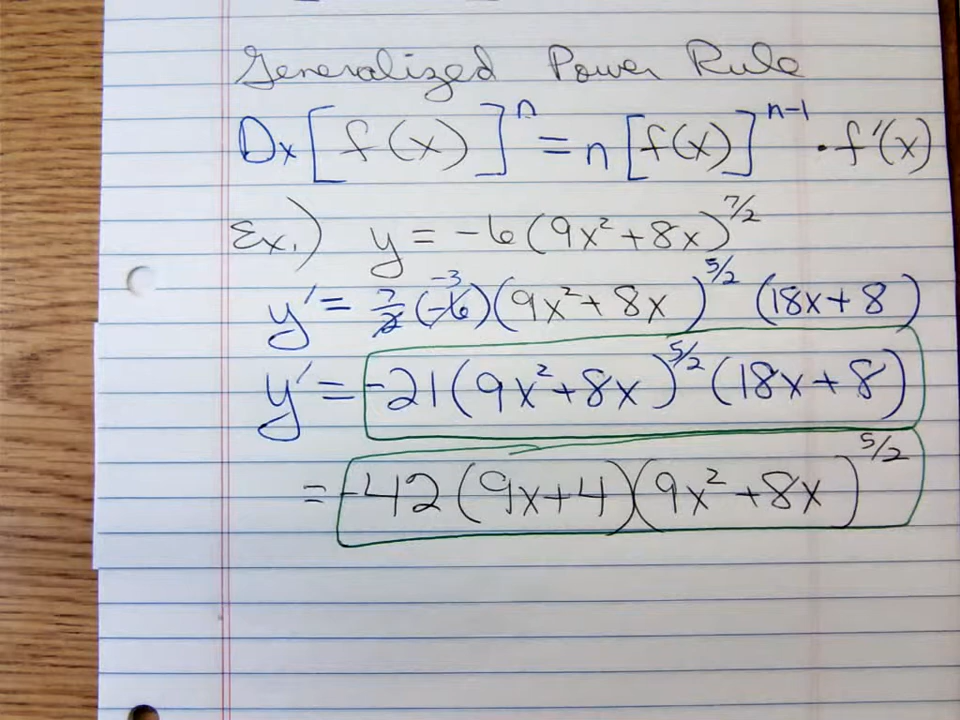 Generalized Power Rule
Dx[f(x)]^n = n[f(x)]^(n-1) · f'(x)
Ex.) y = -6(9x²+8x)^(7/2)
y' = 7/2 (-6) -3 (9x²+8x)^(5/2) (18x+8)
y' = -21(9x²+8x)^(5/2) (18x+8)
= -42(9x+4)(9x²+8x)^(5/2)